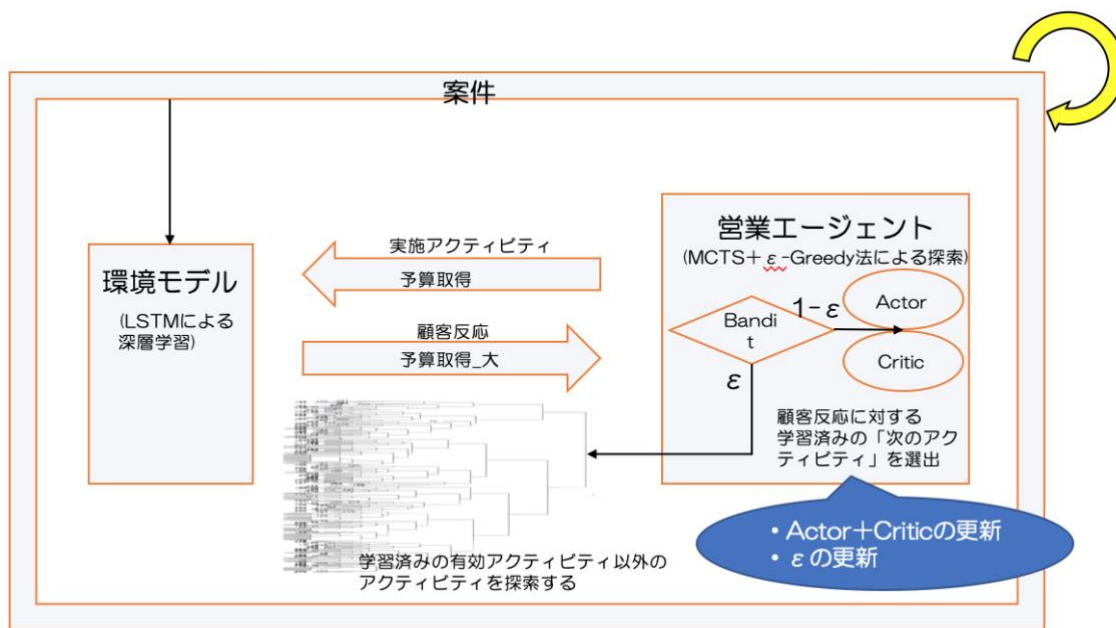 案件
営業エージェント
(MCTS+ε-Greedy法による探索)
実施アクティビティ
予算取得
環境モデル
(LSTMによる
深層学習)
顧客反応
予算取得_大
Bandi
t
1-ε
ε
Actor
Critic
顧客反応に対する
学習済みの「次のアク
ティビティ」を選出
・Actor+Criticの更新
・εの更新
学習済みの有効アクティビティ以外の
アクティビティを探索する